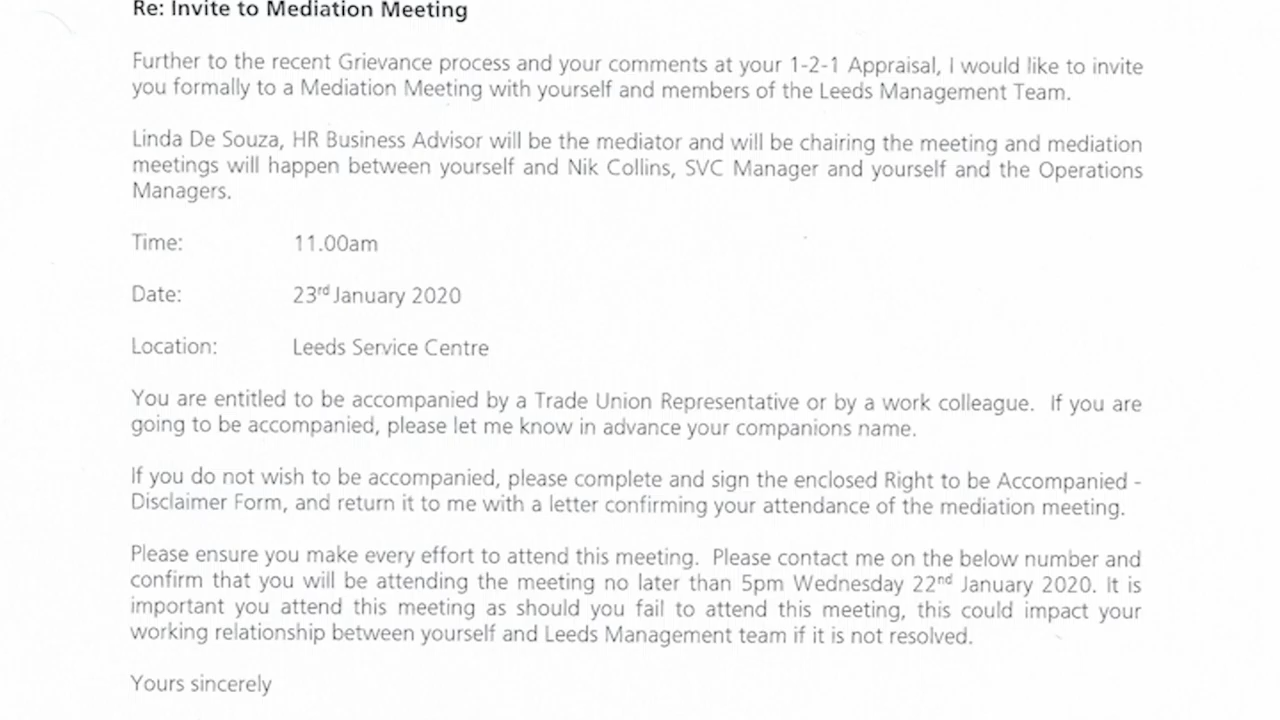 Re: Invite to Mediation Meeting
Further to the recent Grievance process and your comments at your 1-2-1 Appraisal, I would like to invite
you formally to a Mediation Meeting with yourself and members of the Leeds Management Team.
Linda De Souza, HR Business Advisor will be the mediator and will be chairing the meeting and mediation
meetings will happen between yourself and Nik Collins, SVC Manager and yourself and the Operations
Managers.
Time: 11.00am
Date: 23rd January 2020
Location: Leeds Service Centre
You are entitled to be accompanied by a Trade Union Representative or by a work colleague.  If you are
going to be accompanied, please let me know in advance your companions name.
If you do not wish to be accompanied, please complete and sign the enclosed Right to be Accompanied -
Disclaimer Form, and return it to me with a letter confirming your attendance of the mediation meeting.
Please ensure you make every effort to attend this meeting.  Please contact me on the below number and
confirm that you will be attending the meeting no later than 5pm Wednesday 22nd January 2020. It is
important you attend this meeting as should you fail to attend this meeting, this could impact your
working relationship between yourself and Leeds Management team if it is not resolved.
Yours sincerely